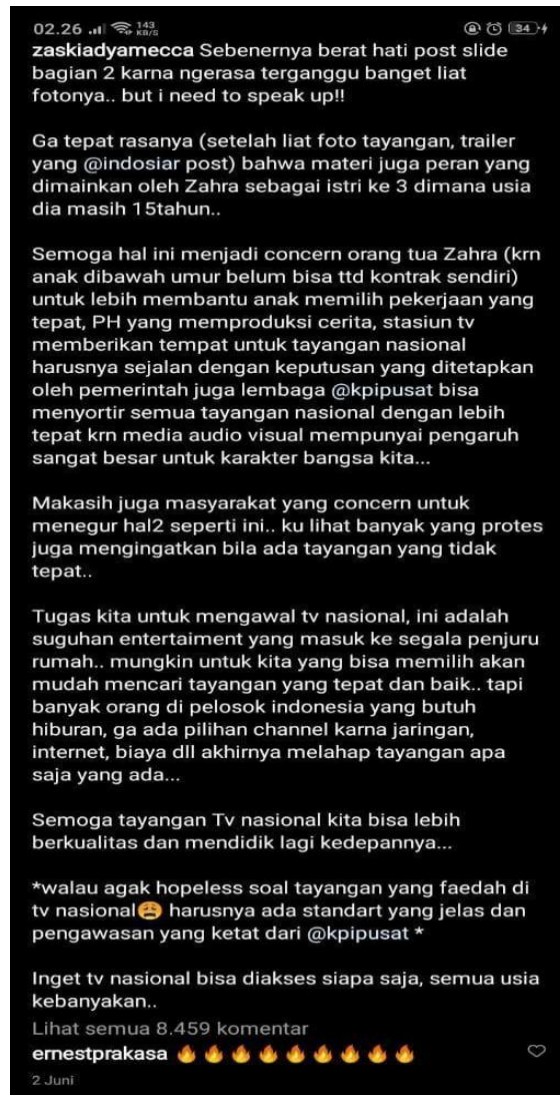 02.26 143 KB/S 34
zaskiadyamecca Sebenernya berat hati post slide
bagian 2 karna ngerasa terganggu banget liat
fotonya.. but i need to speak up!!
Ga tepat rasanya (setelah liat foto tayangan, trailer
yang @indosiar post) bahwa materi juga peran yang
dimainkan oleh Zahra sebagai istri ke 3 dimana usia
dia masih 15tahun..
Semoga hal ini menjadi concern orang tua Zahra (krn
anak dibawah umur belum bisa ttd kontrak sendiri)
untuk lebih membantu anak memilih pekerjaan yang
tepat, PH yang memproduksi cerita, stasiun tv
memberikan tempat untuk tayangan nasional
harusnya sejalan dengan keputusan yang ditetapkan
oleh pemerintah juga lembaga @kpipusat bisa
menyortir semua tayangan nasional dengan lebih
tepat krn media audio visual mempunyai pengaruh
sangat besar untuk karakter bangsa kita...
Makasih juga masyarakat yang concern untuk
menegur hal2 seperti ini.. ku lihat banyak yang protes
juga mengingatkan bila ada tayangan yang tidak
tepat..
Tugas kita untuk mengawal tv nasional, ini adalah
suguhan entertaiment yang masuk ke segala penjuru
rumah.. mungkin untuk kita yang bisa memilih akan
mudah mencari tayangan yang tepat dan baik.. tapi
banyak orang di pelosok indonesia yang butuh
hiburan, ga ada pilihan channel karna jaringan,
internet, biaya dll akhirnya melahap tayangan apa
saja yang ada...
Semoga tayangan Tv nasional kita bisa lebih
berkualitas dan mendidik lagi kedepannya...
*walau agak hopeless soal tayangan yang faedah di
tv nasional😩 harusnya ada standart yang jelas dan
pengawasan yang ketat dari @kpipusat *
Inget tv nasional bisa diakses siapa saja, semua usia
kebanyakan..
Lihat semua 8.459 komentar
ernestprakasa 🔥🔥🔥🔥🔥🔥🔥🔥🔥
2 Juni